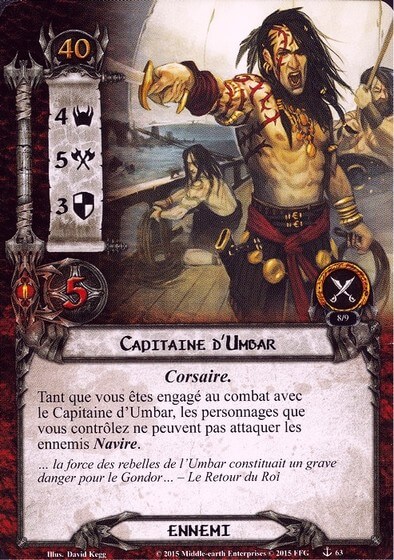 40
4
5
3
5
8/9
CAPITAINE D'UMBAR
Corsaire.
Tant que vous êtes engagé au combat avec
le Capitaine d'Umbar, les personnages que
vous contrôlez ne peuvent pas attaquer les
ennemis Navire.
… la force des rebelles de l'Umbar constituait un grave
danger pour le Gondor… – Le Retour du Roi
ENNEMI
Illus. David Kegg © 2015 Middle-earth Enterprises © 2015 FFG 63